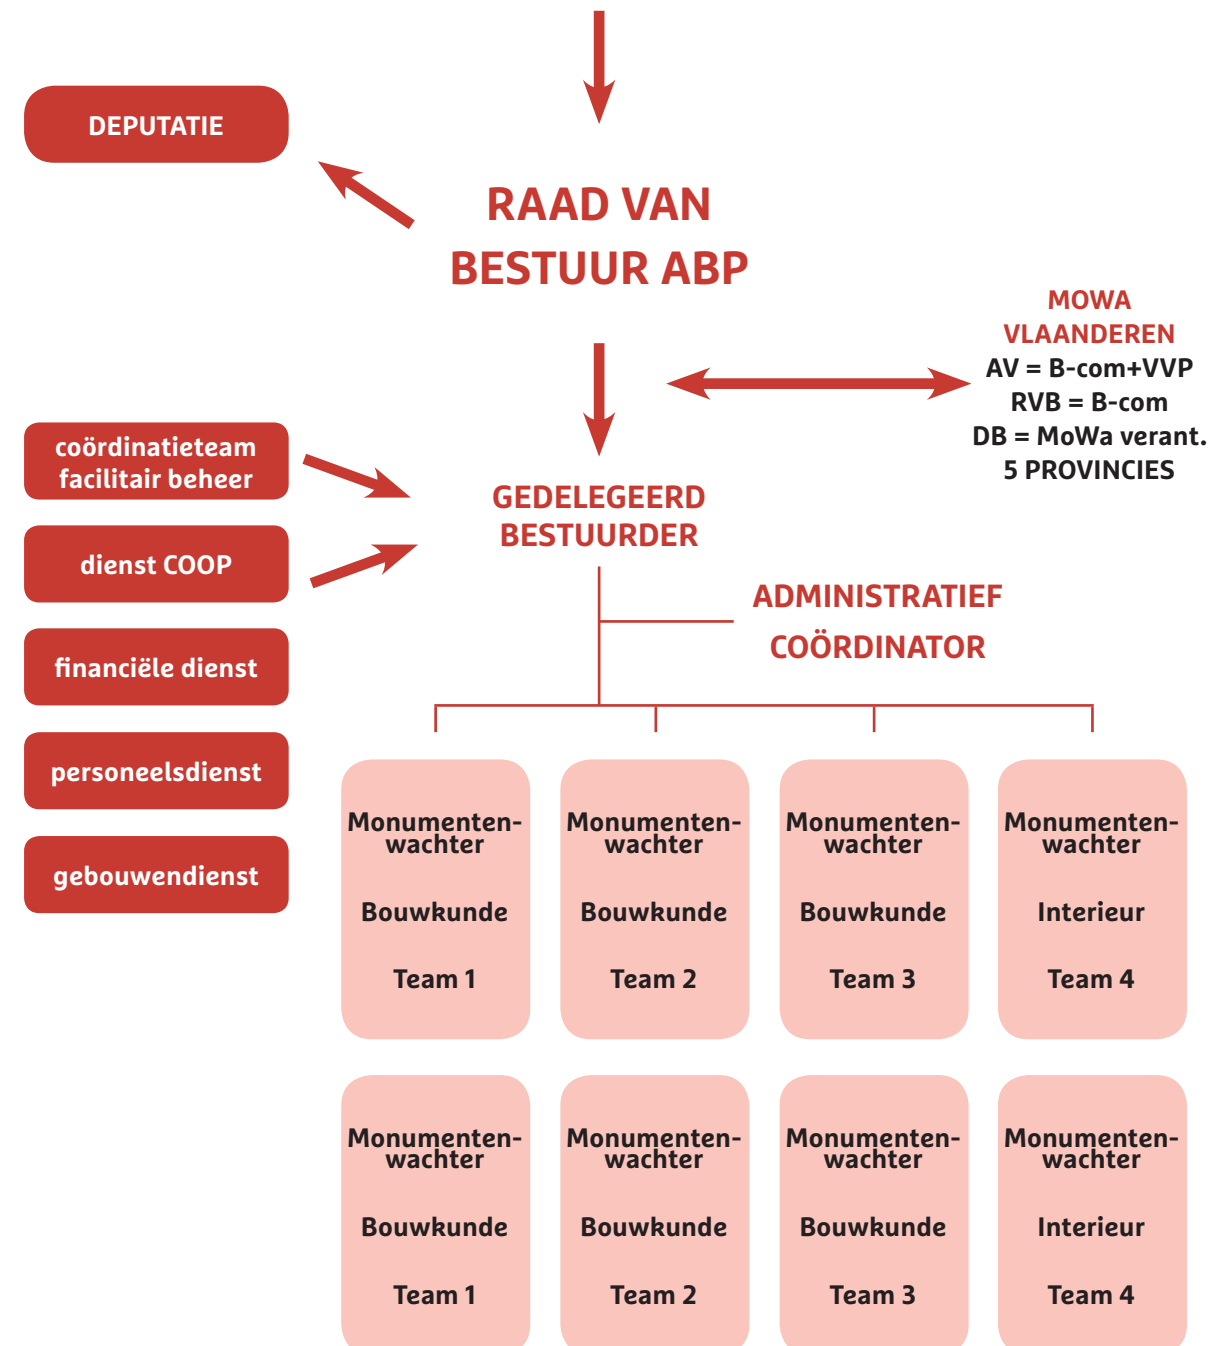 DEPUTATIE
RAAD VAN
BESTUUR ABP
MOWA
VLAANDEREN
AV = B-com+VVP
RVB = B-com
DB = MoWa verant.
5 PROVINCIES
coördinatieteam
facilitair beheer
dienst COOP
financiële dienst
personeelsdienst
gebouwendienst
GEDELEGEERD
BESTUURDER
ADMINISTRATIEF
COÖRDINATOR
Monumenten-
wachter
Bouwkunde
Team 1
Monumenten-
wachter
Bouwkunde
Team 2
Monumenten-
wachter
Bouwkunde
Team 3
Monumenten-
wachter
Interieur
Team 4
Monumenten-
wachter
Bouwkunde
Team 1
Monumenten-
wachter
Bouwkunde
Team 2
Monumenten-
wachter
Bouwkunde
Team 3
Monumenten-
wachter
Interieur
Team 4